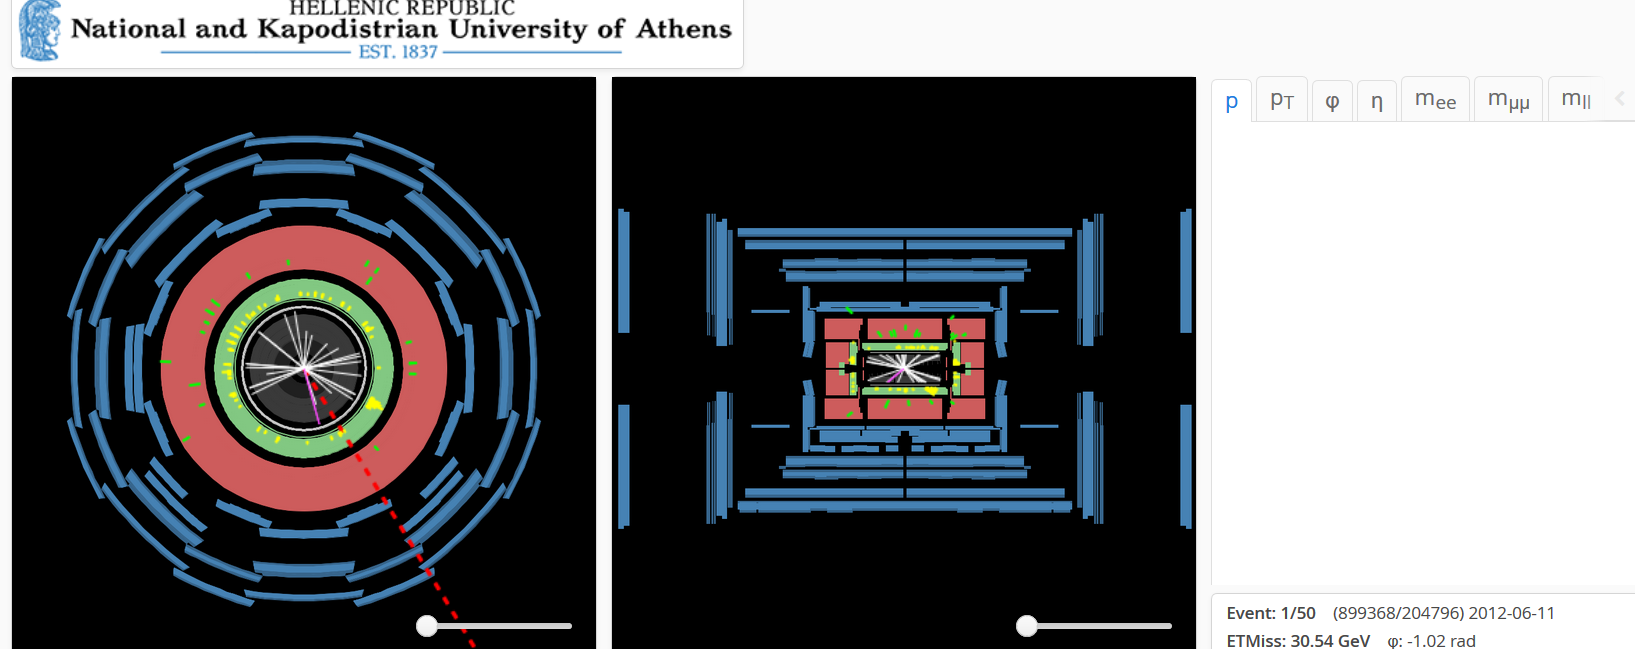 HELLENIC REPUBLIC
National and Kapodistrian University of Athens
EST. 1837
p pT φ η mee mμμ mll
Event: 1/50 (899368/204796) 2012-06-11
ETMiss: 30.54 GeV φ: -1.02 rad